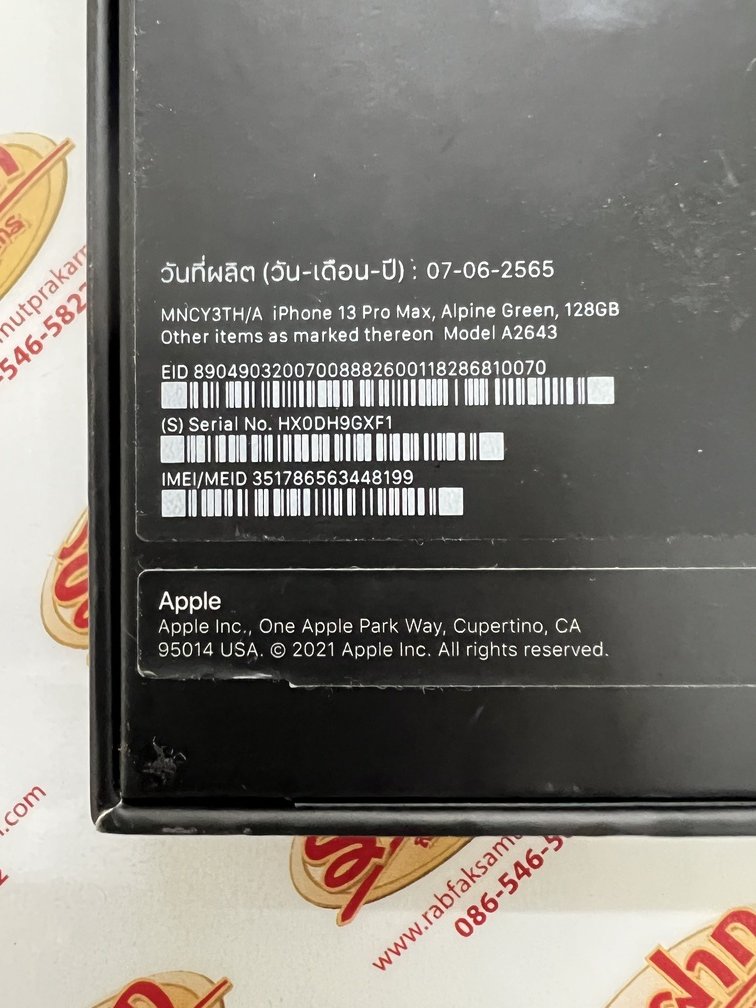 วันที่ผลิต (วัน-เดือน-ปี) : 07-06-2565
MNCY3TH/A iPhone 13 Pro Max, Alpine Green, 128GB
Other items as marked thereon Model A2643
EID 89049032007008882600118286810070
(S) Serial No. HX0DH9GXF1
IMEI/MEID 351786563448199
Apple
Apple Inc., One Apple Park Way, Cupertino, CA
95014 USA. © 2021 Apple Inc. All rights reserved.
www.rabfaksamut
086-546-5